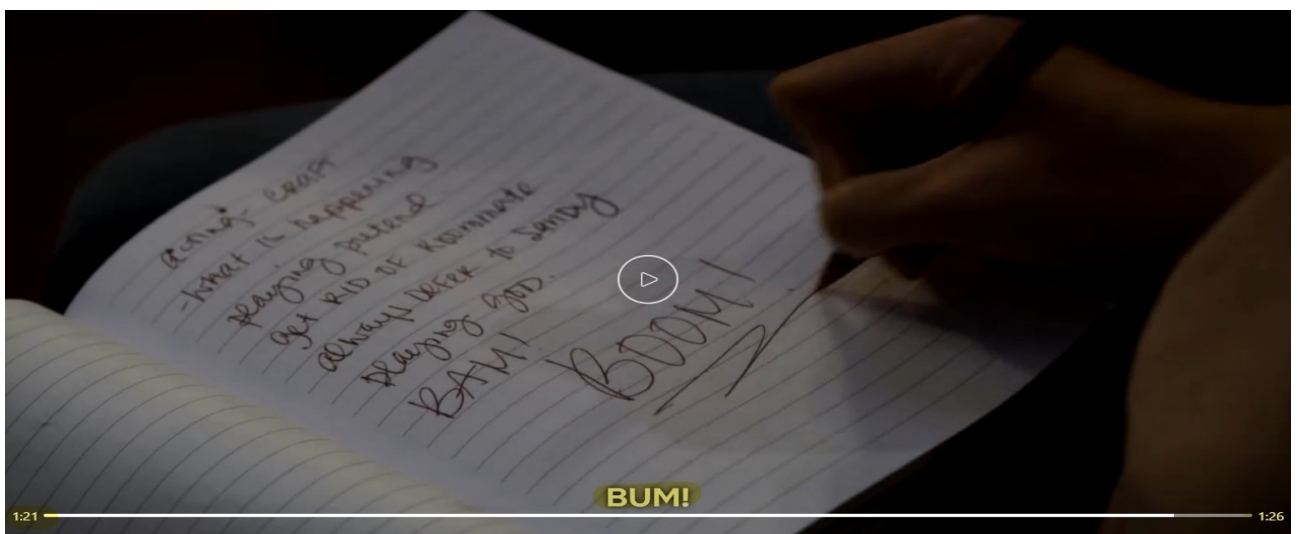 acting - CRAFT
- what is happening
playing pretend
get RID OF ROOMMATE
always DEFER to SANDY
playing GOD.
BAM!
BOOM!
BUM!
1:21
1:26